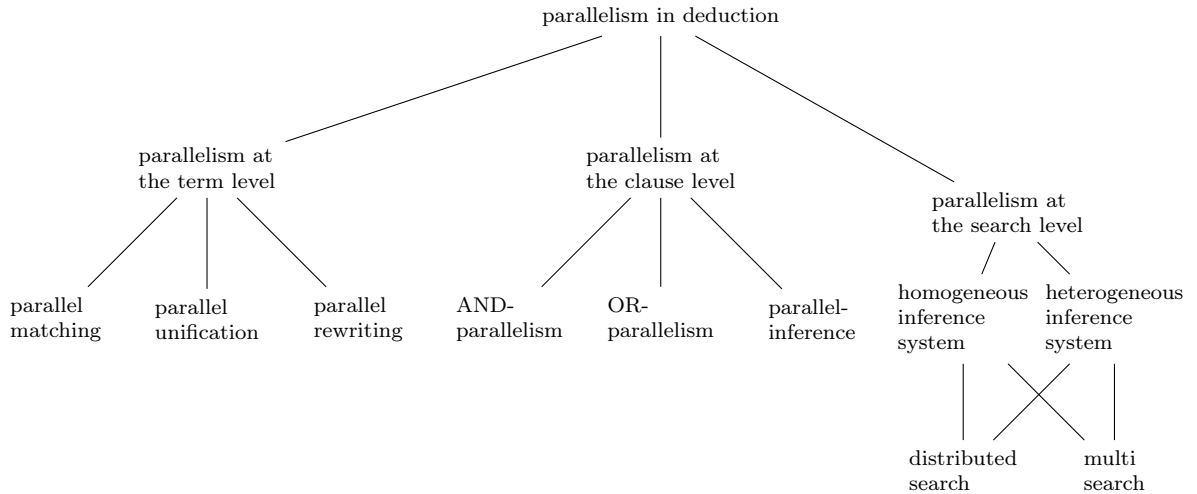 parallelism in deduction
parallelism at
the term level
parallelism at
the clause level
parallelism at
the search level
parallel
matching
parallel
unification
parallel
rewriting
AND-
parallelism
OR-
parallelism
parallel-
inference
homogeneous
inference
system
heterogeneous
inference
system
distributed
search
multi
search